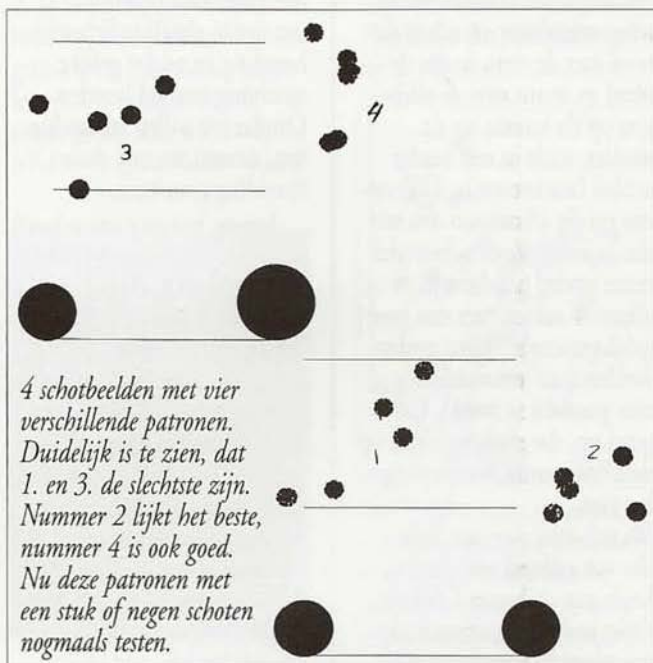 4
3
4 schotbeelden met vier
verschillende patronen.
Duidelijk is te zien, dat
1. en 3. de slechtste zijn.
Nummer 2 lijkt het beste,
nummer 4 is ook goed.
Nu deze patronen met
een stuk of negen schoten
nogmaals testen.
1
2